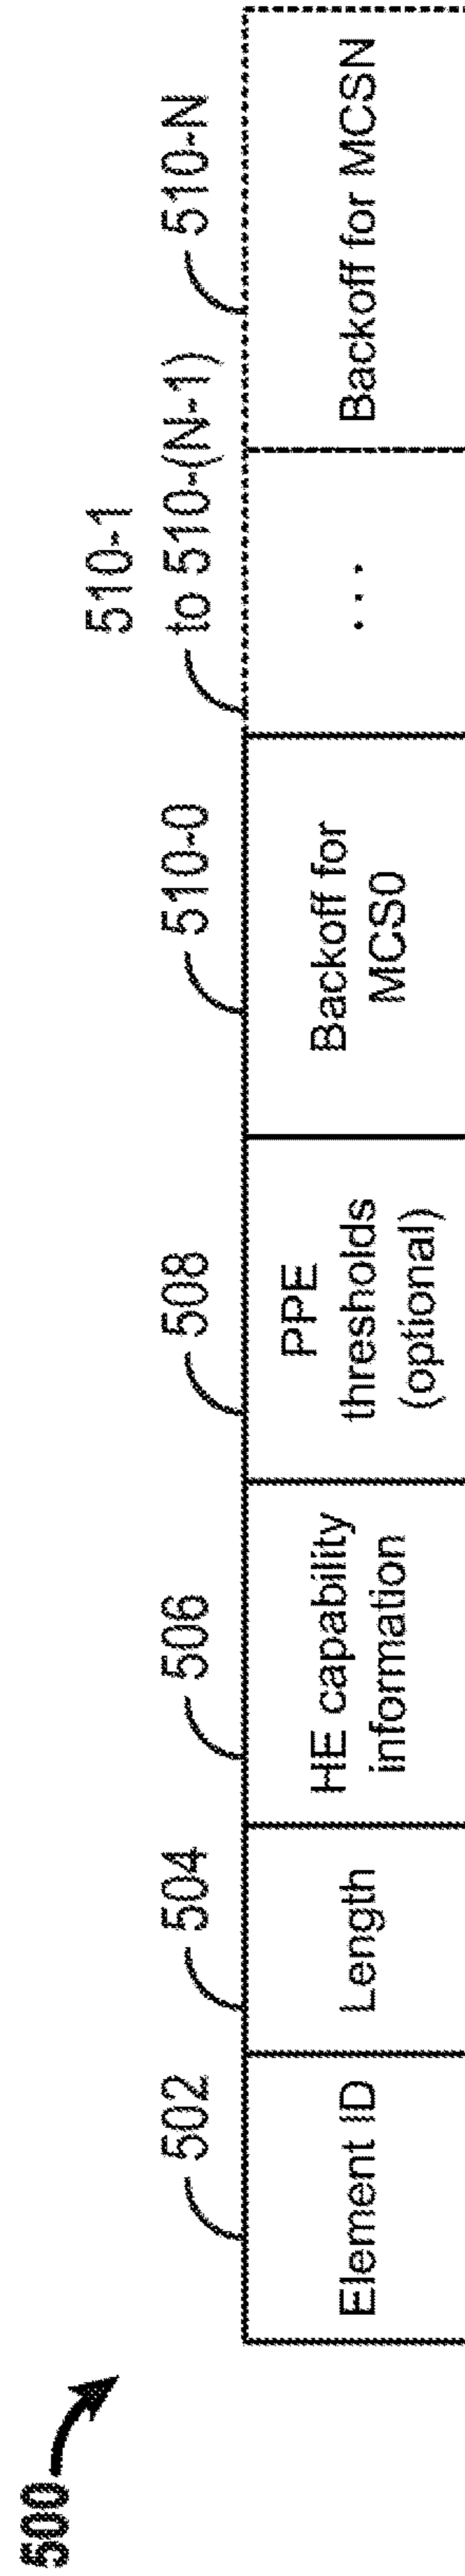 500
502
504
506
508
510-0
510-1
to 510-(N-1)
510-N
Element ID
Length
HE capability
information
PPE
thresholds
(optional)
Backoff for
MCS0
. . .
Backoff for MCSN